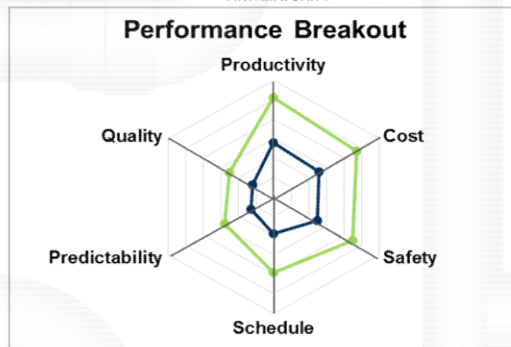 Performance Breakout
Productivity
Quality
Cost
Predictability
Safety
Schedule